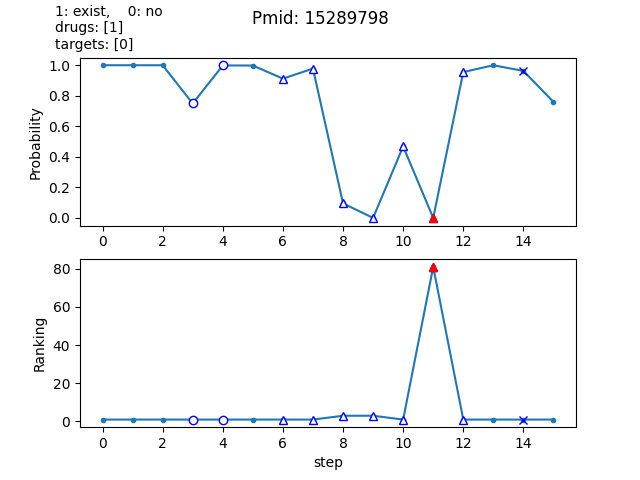 1: exist,    0: no
drugs: [1]
targets: [0]
Pmid: 15289798
1.0
0.8
0.6
0.4
0.2
0.0
Probability
0 2 4 6 8 10 12 14
80
60
40
20
0
Ranking
0 2 4 6 8 10 12 14
step